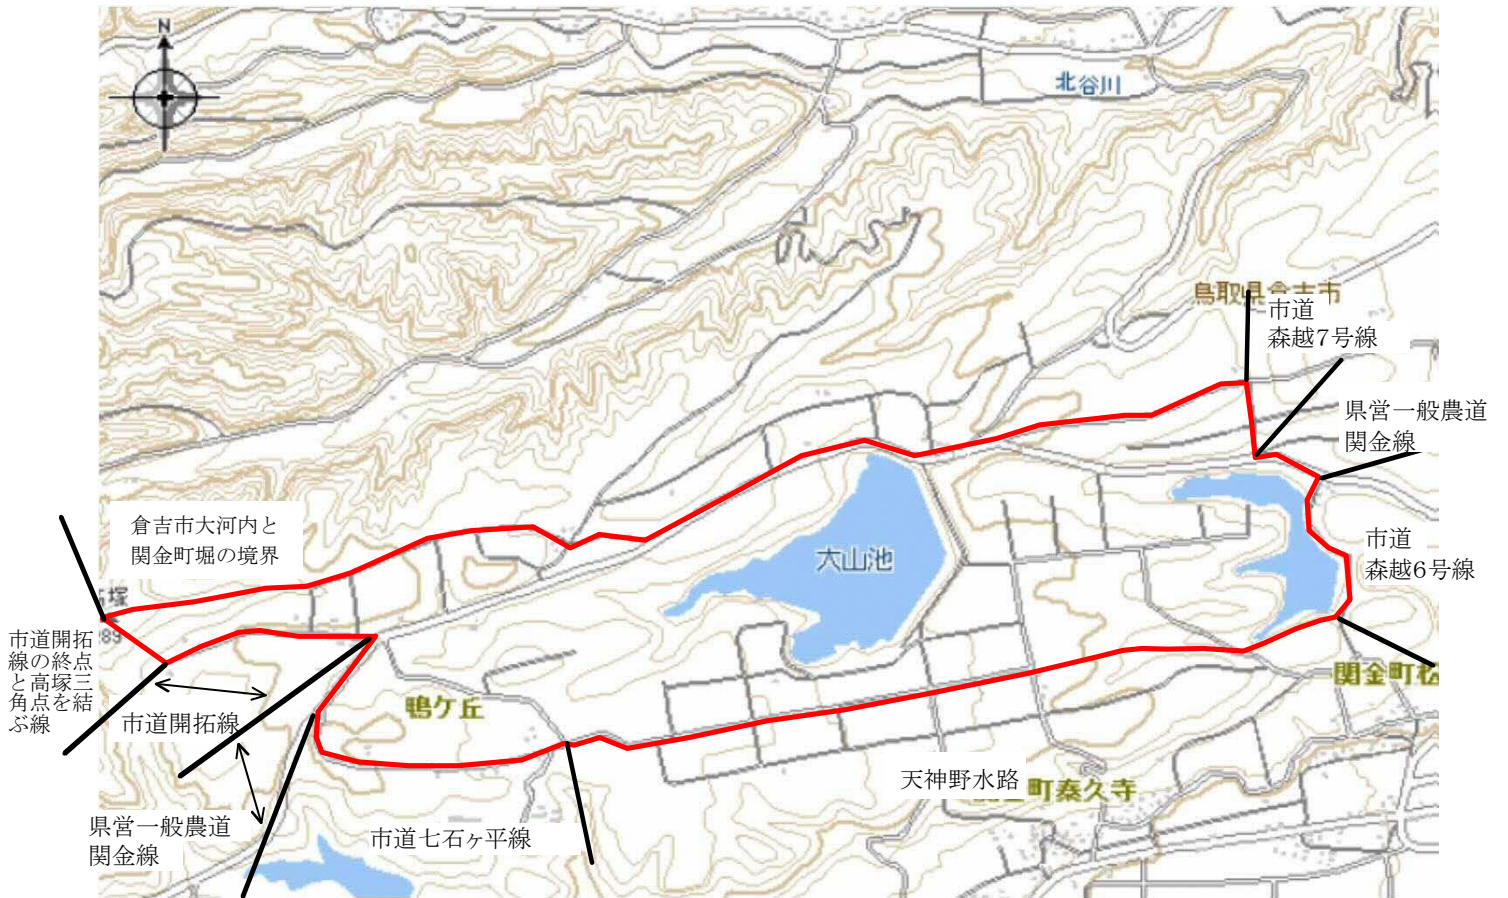 N
北谷川
鳥取県倉吉市
市道
森越7号線
県営一般農道
関金線
倉吉市大河内と
関金町堀の境界
大山池
市道
森越6号線
塚
89
市道開拓
線の終点
と高塚三
角点を結
ぶ線
市道開拓線
鴨ケ丘
関金町松
天神野水路
町泰久寺
県営一般農道
関金線
市道七石ヶ平線